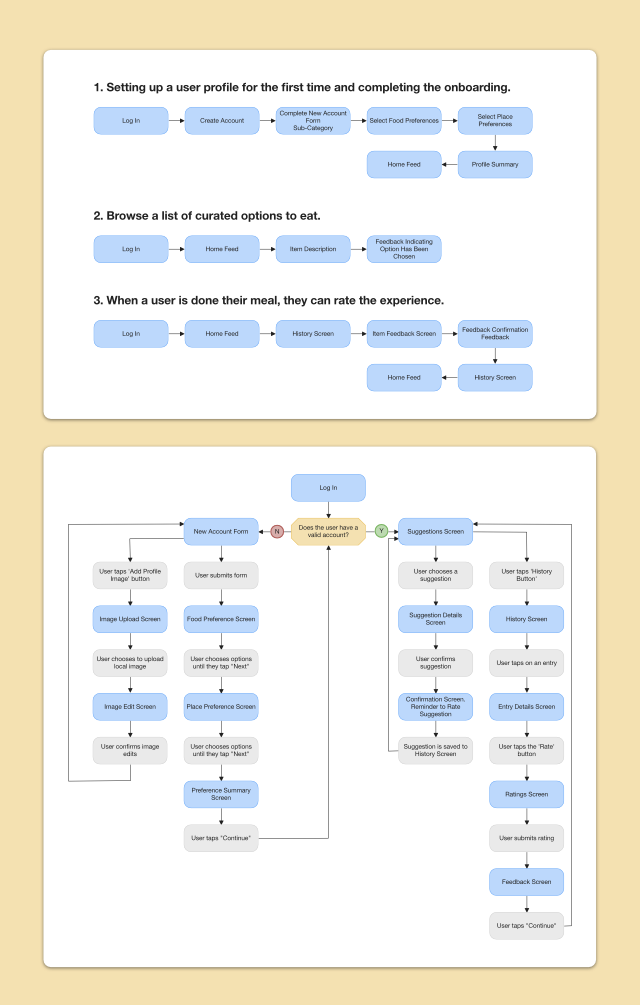 1. Setting up a user profile for the first time and completing the onboarding.
Log In
Create Account
Complete New Account
Form
Sub-Category
Select Food Preferences
Select Place
Preferences
Home Feed
Profile Summary
2. Browse a list of curated options to eat.
Log In
Home Feed
Item Description
Feedback Indicating
Option Has Been
Chosen
3. When a user is done their meal, they can rate the experience.
Log In
Home Feed
History Screen
Item Feedback Screen
Feedback Confirmation
Feedback
Home Feed
History Screen
Log In
New Account Form
N
Does the user have a
valid account?
Y
Suggestions Screen
User taps 'Add Profile
Image' button
User submits form
User chooses a
suggestion
User taps 'History
Button'
Image Upload Screen
Food Preference Screen
Suggestion Details
Screen
History Screen
User chooses to upload
local image
User chooses options
until they tap "Next"
User confirms
suggestion
User taps on an entry
Image Edit Screen
Place Preference Screen
Confirmation Screen.
Reminder to Rate
Suggestion
Entry Details Screen
User confirms image
edits
User chooses options
until they tap "Next"
Suggestion is saved to
History Screen
User taps the 'Rate'
button
Preference Summary
Screen
Ratings Screen
User taps "Continue"
User submits rating
Feedback Screen
User taps "Continue"